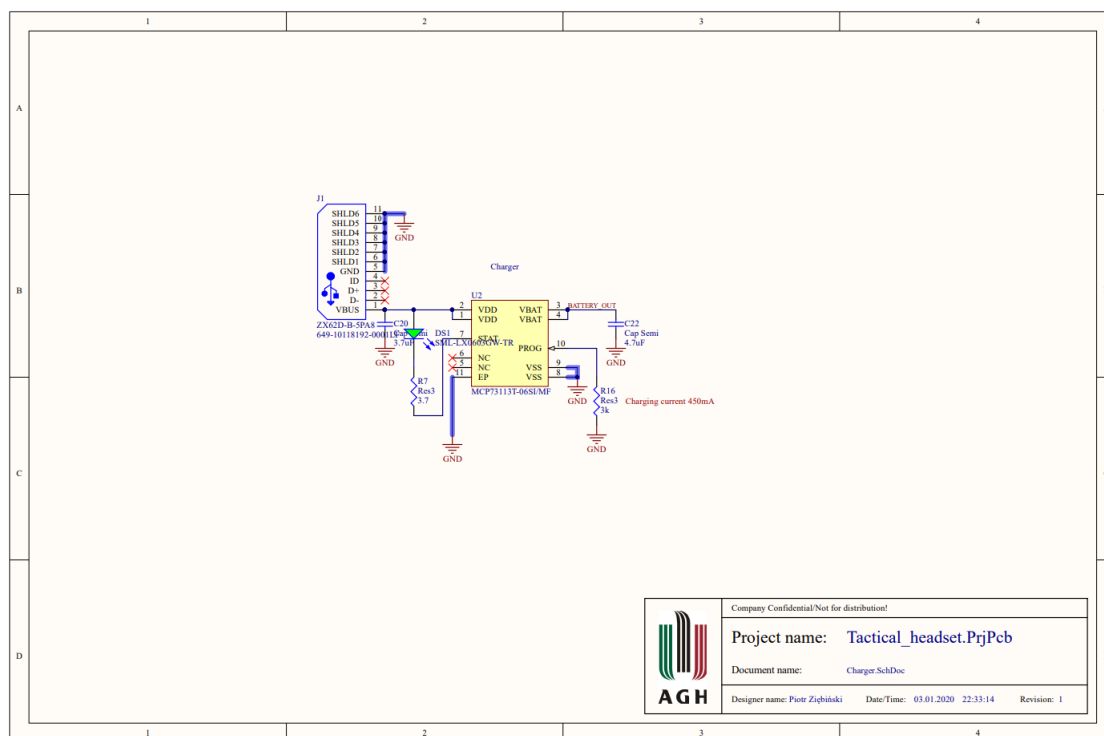 1 2 3 4
A
B
C
D
J1
SHLD6 11
SHLD5 10
SHLD4 9
SHLD3 8
SHLD2 7
SHLD1 6
GND 5
ID 4
D+ 3
D- 2
VBUS 1
GND
ZX62D-B-5PA8
649-10118192-0001LF
C20
Cap Semi
3.7uF
GND
DS1
SML-LX0603GW-TR
R7
Res3
3.7
Charger
U2
2 VDD VBAT 3
1 VDD VBAT 4
7 STAT
PROG 10
6 NC
5 NC VSS 9
11 EP VSS 8
MCP73113T-06SI/MF
GND
BATTERY_OUT
C22
Cap Semi
4.7uF
GND
GND
R16
Res3
3k
Charging current 450mA
GND
Company Confidential/Not for distribution!
Project name: Tactical_headset.PrjPcb
Document name: Charger.SchDoc
Designer name: Piotr Ziębiński Date/Time: 03.01.2020 22:33:14 Revision: 1
AGH
1 2 3 4